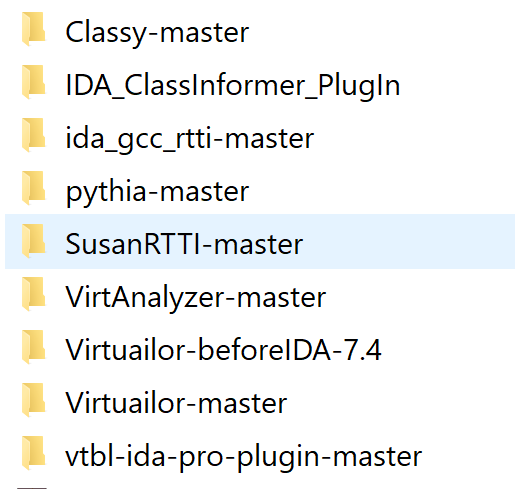 Classy-master
IDA_ClassInformer_PlugIn
ida_gcc_rtti-master
pythia-master
SusanRTTI-master
VirtAnalyzer-master
Virtuailor-beforeIDA-7.4
Virtuailor-master
vtbl-ida-pro-plugin-master